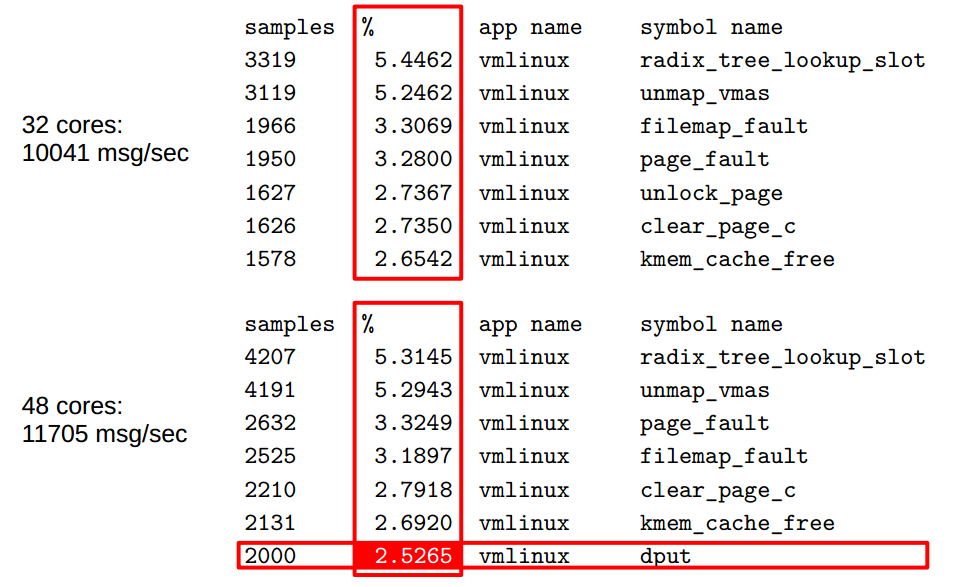 samples % app name symbol name
3319 5.4462 vmlinux radix_tree_lookup_slot
3119 5.2462 vmlinux unmap_vmas
1966 3.3069 vmlinux filemap_fault
1950 3.2800 vmlinux page_fault
1627 2.7367 vmlinux unlock_page
1626 2.7350 vmlinux clear_page_c
1578 2.6542 vmlinux kmem_cache_free
32 cores:
10041 msg/sec
samples % app name symbol name
4207 5.3145 vmlinux radix_tree_lookup_slot
4191 5.2943 vmlinux unmap_vmas
2632 3.3249 vmlinux page_fault
2525 3.1897 vmlinux filemap_fault
2210 2.7918 vmlinux clear_page_c
2131 2.6920 vmlinux kmem_cache_free
2000 2.5265 vmlinux dput
48 cores:
11705 msg/sec